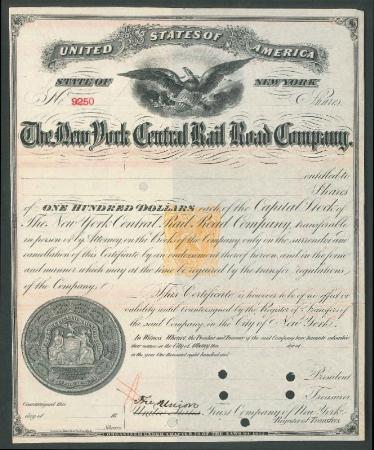 UNITED STATES OF AMERICA
STATE OF NEW YORK
No 9250 Shares
The New York Central Rail Road Company.
entitled to
Shares
of ONE HUNDRED DOLLARS each of the Capital Stock of
The New York Central Rail Road Company, transferable
in person or by Attorney, on the Books of the Company only on the surrender and
cancellation of this Certificate by an endorsement thereof hereon, and in the form
and manner which may at the time be required by the transfer regulations
of the Company.
This Certificate is however to be of no effect or
validity until Countersigned by the Register of Transfers of
the said Company, in the City of New York.
In Witness Whereof, the President and Treasurer of the said Company have hereunto subscribed
their names at the City of Albany this day of
in the year One thousand eight hundred and
President
Treasurer
Countersigned this
day of 18
The Union
United States Trust Company of New York
Register of Transfers